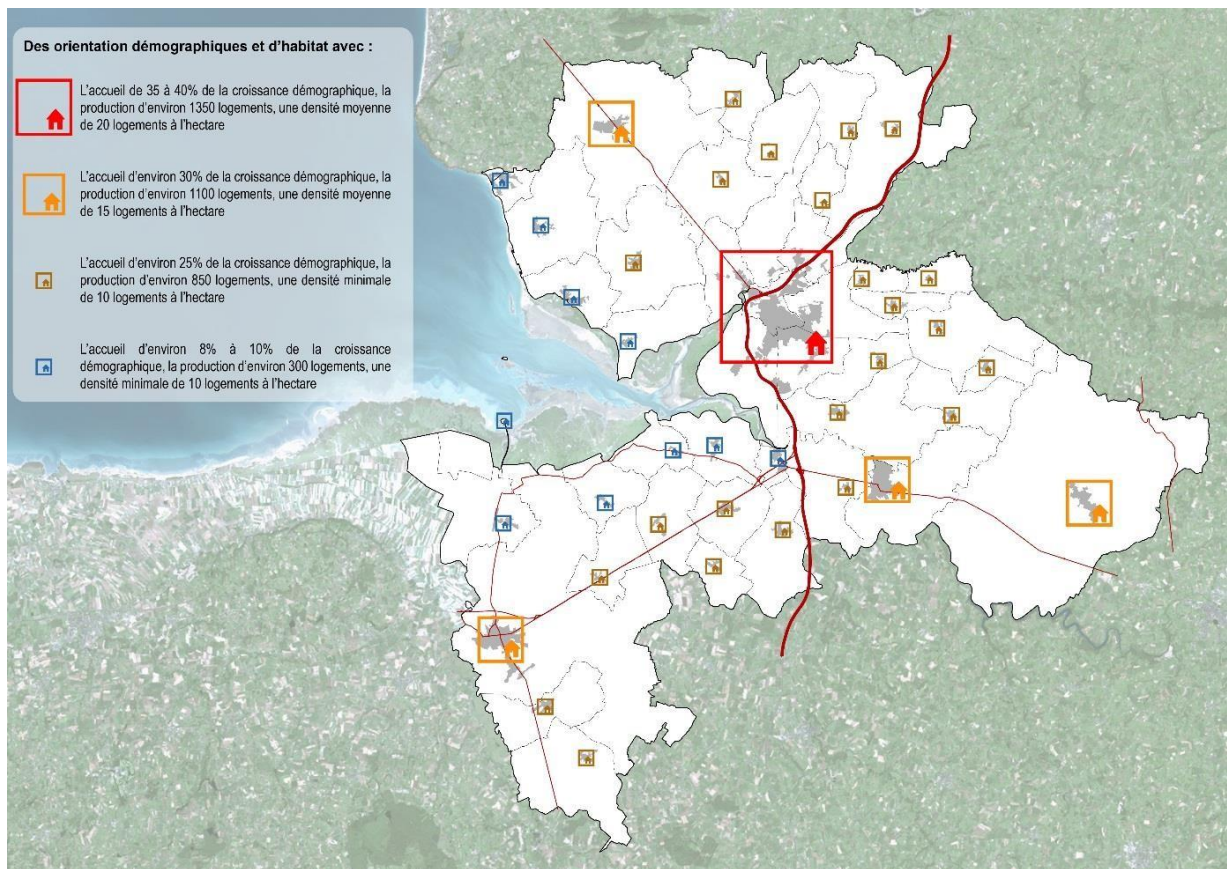 Des orientation démographiques et d'habitat avec :
L'accueil de 35 à 40% de la croissance démographique, la
production d'environ 1350 logements, une densité moyenne
de 20 logements à l'hectare
L'accueil d'environ 30% de la croissance démographique, la
production d'environ 1100 logements, une densité moyenne
de 15 logements à l'hectare
L'accueil d'environ 25% de la croissance démographique, la
production d'environ 850 logements, une densité minimale
de 10 logements à l'hectare
L'accueil d'environ 8% à 10% de la croissance
démographique, la production d'environ 300 logements, une
densité minimale de 10 logements à l'hectare